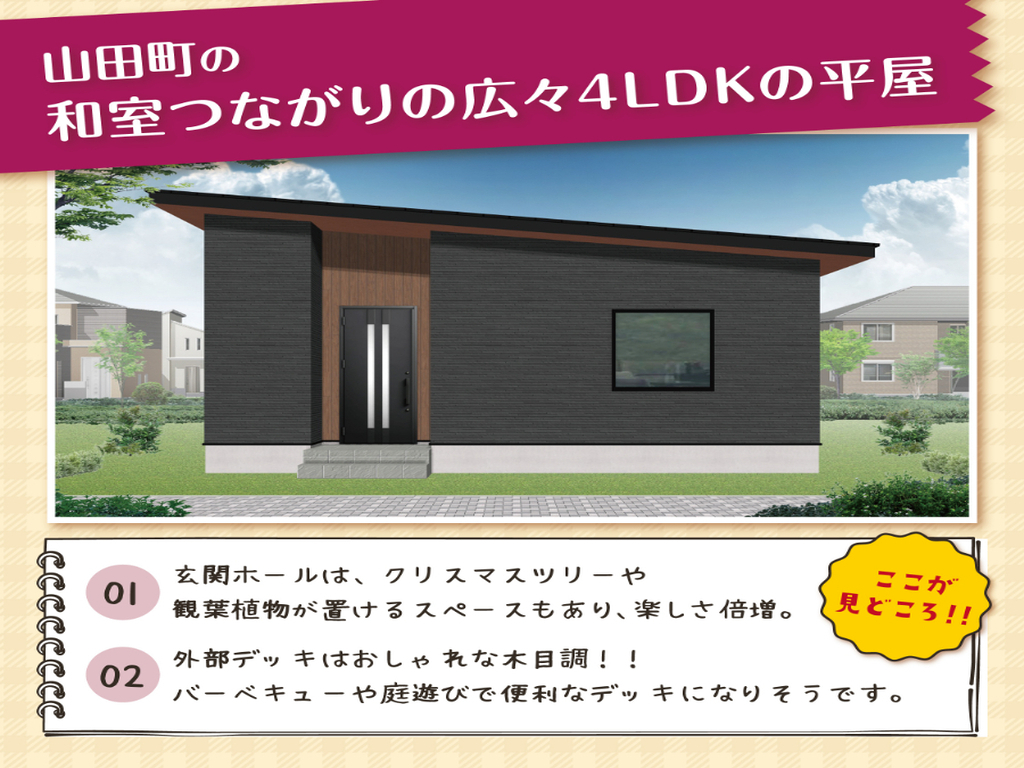 山田町の
和室つながりの広々4LDKの平屋
01
玄関ホールは、クリスマスツリーや
観葉植物が置けるスペースもあり、楽しさ倍増。
ここが
見どころ!!
02
外部デッキはおしゃれな木目調！！
バーベキューや庭遊びで便利なデッキになりそうです。